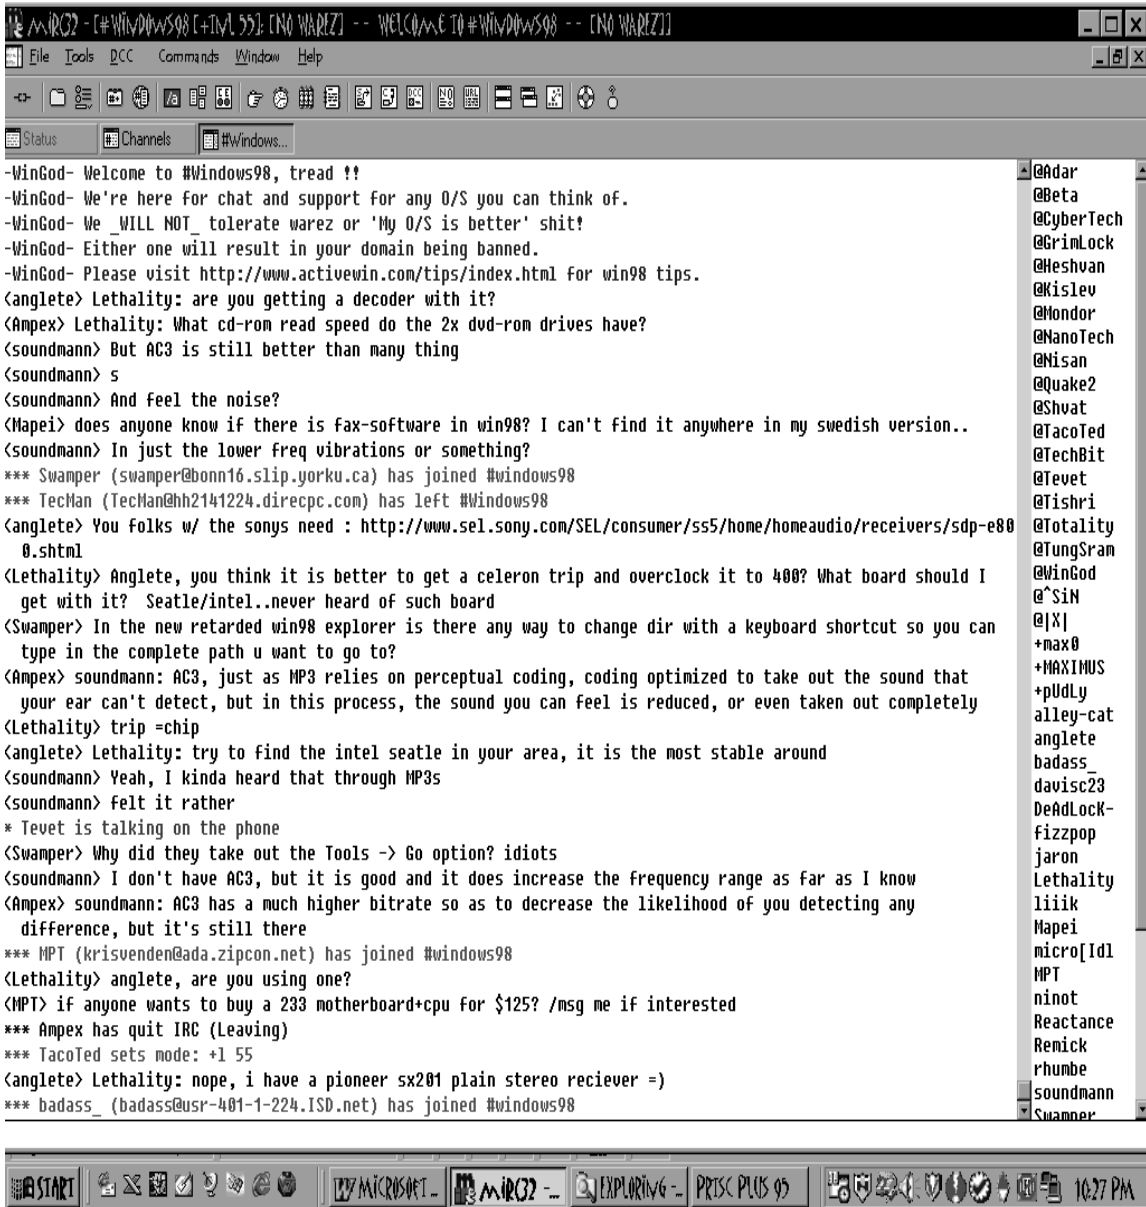 mIRC32 - [#WINDOWS98 [+TNL 55]: [NO WAREZ] -- WELCOME TO #WINDOWS98 -- [NO WAREZ]]
File Tools DCC Commands Window Help
Status Channels #Windows...
-WinGod- Welcome to #Windows98, tread !!
-WinGod- We're here for chat and support for any O/S you can think of.
-WinGod- We _WILL NOT_ tolerate warez or 'My O/S is better' shit!
-WinGod- Either one will result in your domain being banned.
-WinGod- Please visit http://www.activewin.com/tips/index.html for win98 tips.
<anglete> Lethality: are you getting a decoder with it?
<Ampex> Lethality: What cd-rom read speed do the 2x dvd-rom drives have?
<soundmann> But AC3 is still better than many thing
<soundmann> s
<soundmann> And feel the noise?
<Mapei> does anyone know if there is fax-software in win98? I can't find it anywhere in my swedish version..
<soundmann> In just the lower freq vibrations or something?
*** Swamper (swamper@bonn16.slip.yorku.ca) has joined #windows98
*** TecMan (TecMan@hh2141224.direcpc.com) has left #Windows98
<anglete> You folks w/ the sonys need : http://www.sel.sony.com/SEL/consumer/ss5/home/homeaudio/receivers/sdp-e80
0.shtml
<Lethality> Anglete, you think it is better to get a celeron trip and overclock it to 400? What board should I
get with it? Seatle/intel..never heard of such board
<Swamper> In the new retarded win98 explorer is there any way to change dir with a keyboard shortcut so you can
type in the complete path u want to go to?
<Ampex> soundmann: AC3, just as MP3 relies on perceptual coding, coding optimized to take out the sound that
your ear can't detect, but in this process, the sound you can feel is reduced, or even taken out completely
<Lethality> trip =chip
<anglete> Lethality: try to find the intel seatle in your area, it is the most stable around
<soundmann> Yeah, I kinda heard that through MP3s
<soundmann> felt it rather
* Tevet is talking on the phone
<Swamper> Why did they take out the Tools -> Go option? idiots
<soundmann> I don't have AC3, but it is good and it does increase the frequency range as far as I know
<Ampex> soundmann: AC3 has a much higher bitrate so as to decrease the likelihood of you detecting any
difference, but it's still there
*** MPT (krisvenden@ada.zipcon.net) has joined #windows98
<Lethality> anglete, are you using one?
<MPT> if anyone wants to buy a 233 motherboard+cpu for $125? /msg me if interested
*** Ampex has quit IRC (Leaving)
*** TacoTed sets mode: +l 55
<anglete> Lethality: nope, i have a pioneer sx201 plain stereo reciever =)
*** badass_ (badass@usr-401-1-224.ISD.net) has joined #windows98
@Adar
@Beta
@CyberTech
@GrimLock
@Heshvan
@Kislev
@Mondor
@NanoTech
@Nisan
@Quake2
@Shvat
@TacoTed
@TechBit
@Tevet
@Tishri
@Totality
@TungSram
@WinGod
@^SiN
@|X|
+max0
+MAXIMUS
+pUdLy
alley-cat
anglete
badass_
davisc23
DeAdLocK-
fizzpop
jaron
Lethality
liiik
Mapei
micro[Idl
MPT
ninot
Reactance
Remick
rhumbe
soundmann
Swamper
START MICROSOFT - mIRC32 -... EXPLORING -... PRTSC PLUS 95 10:27 PM